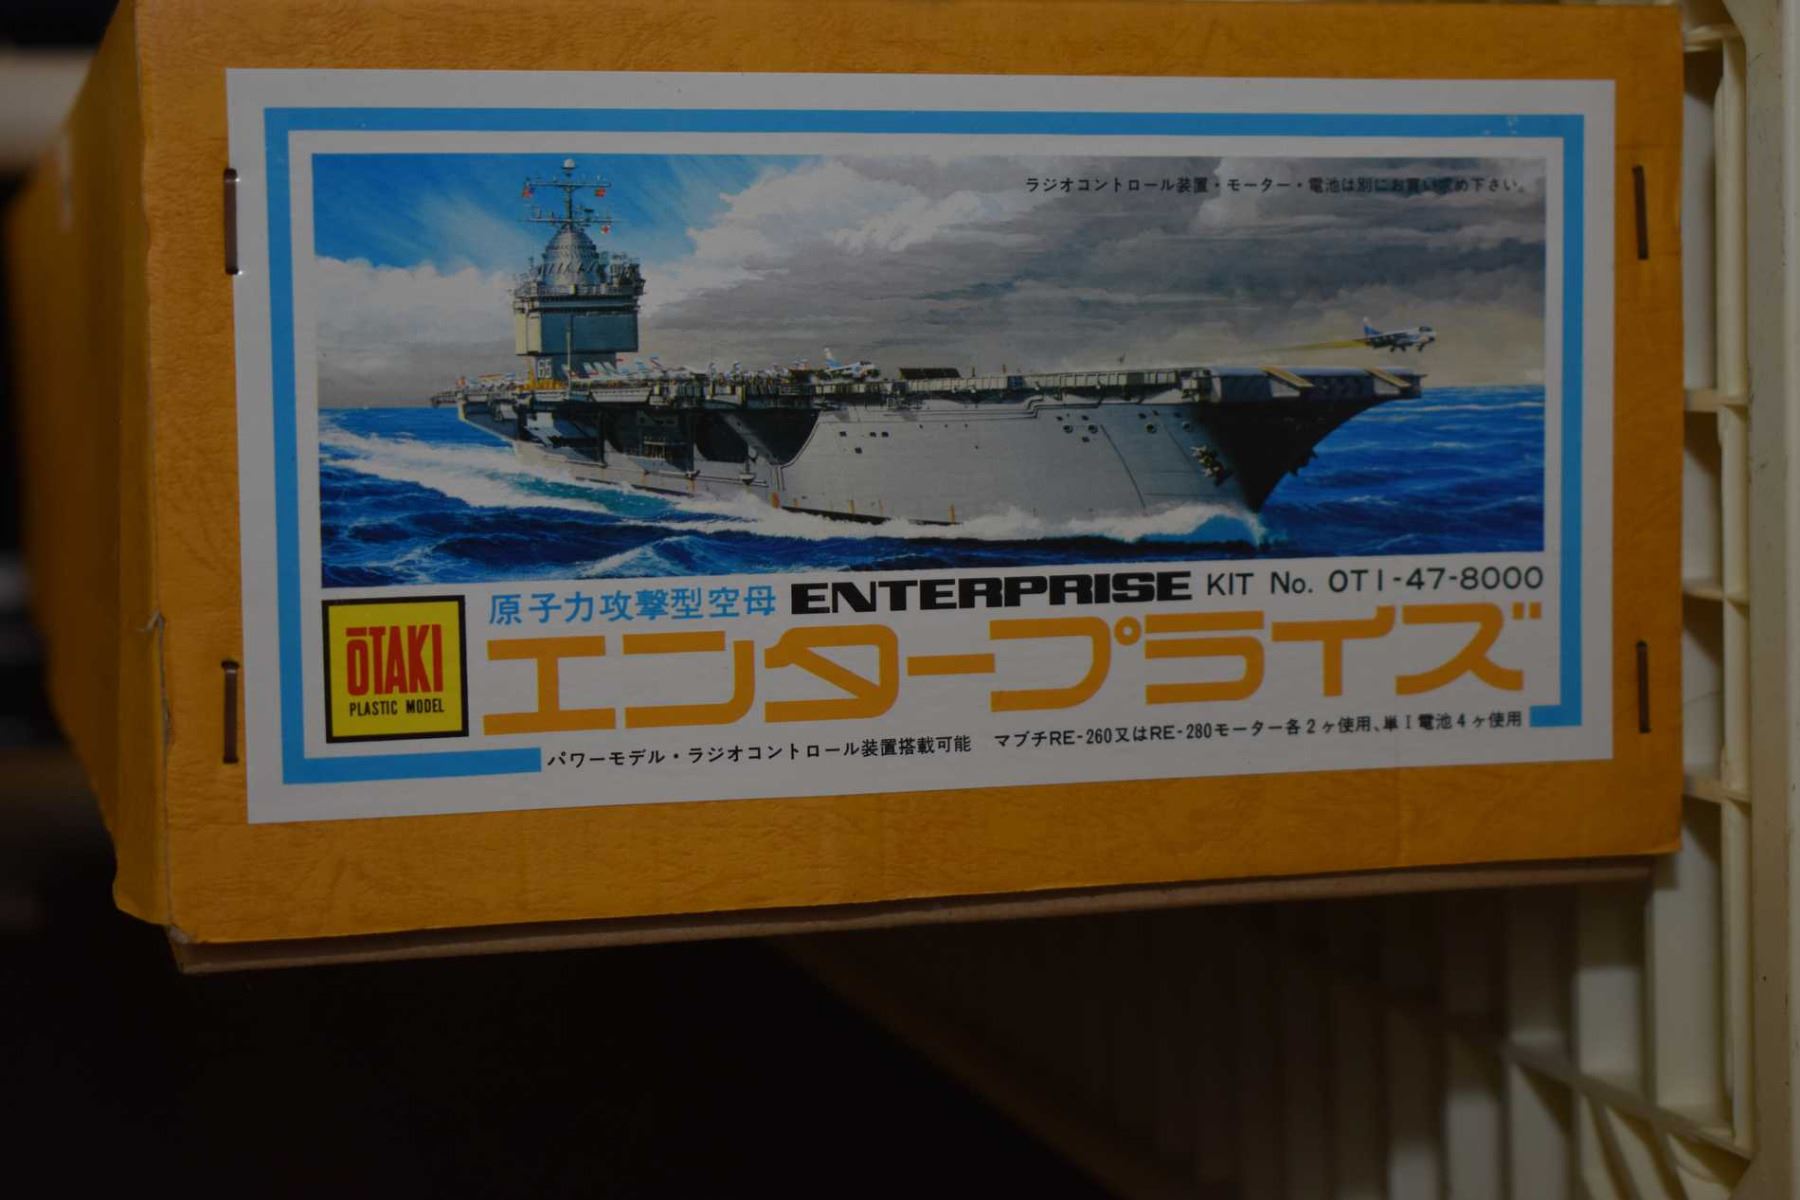 ラジオコントロール装置・モーター・電池は別にお買い求め下さい。
65
原子力攻撃型空母 ENTERPRISE KIT No. OT1-47-8000
エンタープライズ
ŌTAKI
PLASTIC MODEL
パワーモデル・ラジオコントロール装置搭載可能 マブチRE-260又はRE-280モーター各2ヶ使用、単1電池4ヶ使用